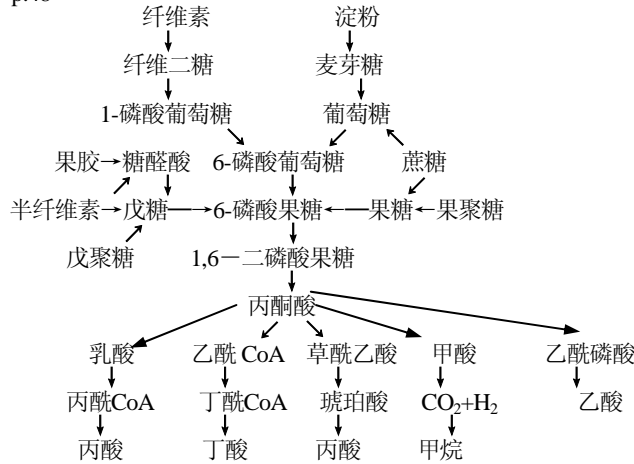 纤维素 淀粉
纤维二糖 麦芽糖
1-磷酸葡萄糖 葡萄糖
果胶 糖醛酸 6-磷酸葡萄糖 蔗糖
半纤维素 戊糖 6-磷酸果糖 果糖 果聚糖
戊聚糖 1,6－二磷酸果糖
丙酮酸
乳酸 乙酰CoA 草酰乙酸 甲酸 乙酰磷酸
丙酰CoA 丁酰CoA 琥珀酸 CO₂+H₂ 乙酸
丙酸 丁酸 丙酸 甲烷